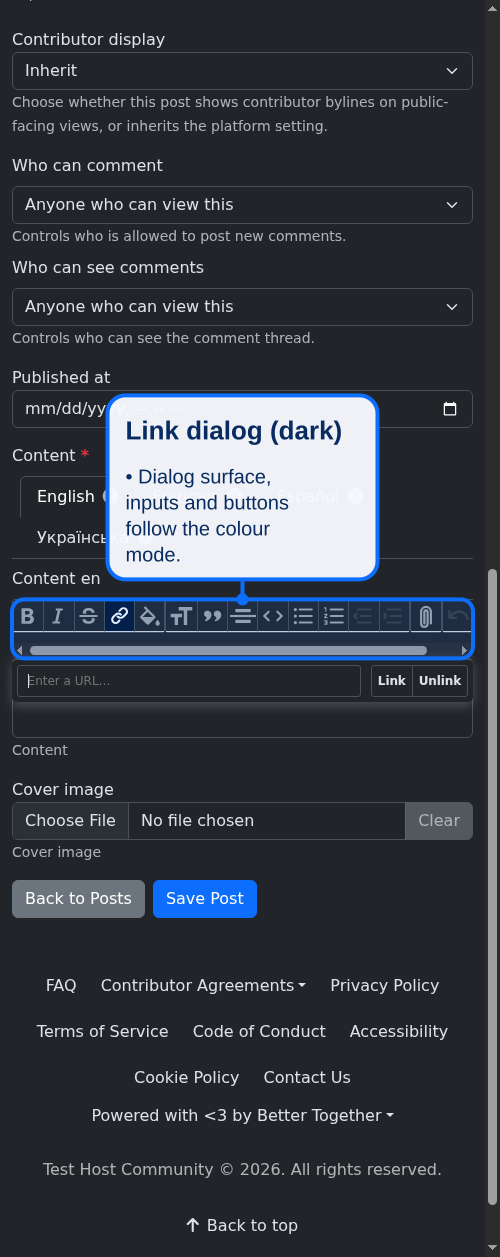 Contributor display
Inherit
Choose whether this post shows contributor bylines on public-
facing views, or inherits the platform setting.
Who can comment
Anyone who can view this
Controls who is allowed to post new comments.
Who can see comments
Anyone who can view this
Controls who can see the comment thread.
Published at
mm/dd/yyyy, --:-- --
Content *
Link dialog (dark)
• Dialog surface,
inputs and buttons
follow the colour
mode.
English
Español
Content en
Enter a URL...
Link
Unlink
Content
Cover image
Choose File
No file chosen
Clear
Cover image
Back to Posts
Save Post
FAQ
Contributor Agreements
Privacy Policy
Terms of Service
Code of Conduct
Accessibility
Cookie Policy
Contact Us
Powered with <3 by Better Together
Test Host Community © 2026. All rights reserved.
Back to top